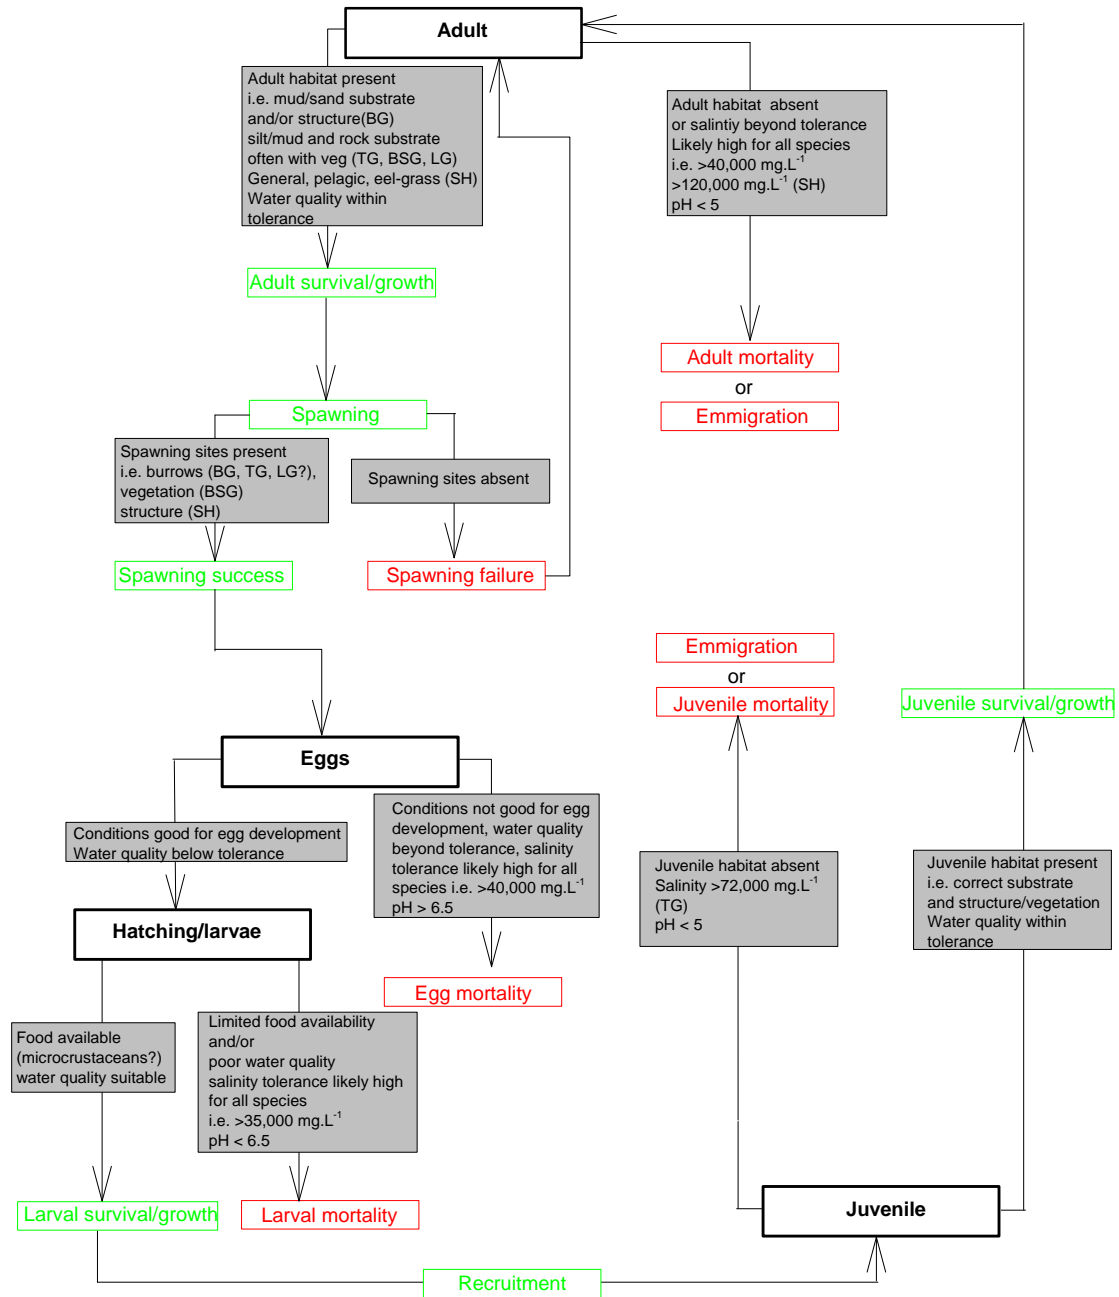 Adult
Adult habitat present
i.e. mud/sand substrate
and/or structure(BG)
silt/mud and rock substrate
often with veg (TG, BSG, LG)
General, pelagic, eel-grass (SH)
Water quality within
tolerance
Adult habitat  absent
or salintiy beyond tolerance
Likely high for all species
i.e. >40,000 mg.L⁻¹
>120,000 mg.L⁻¹ (SH)
pH < 5
Adult survival/growth
Adult mortality
or
Emmigration
Spawning
Spawning sites present
i.e. burrows (BG, TG, LG?),
vegetation (BSG)
structure (SH)
Spawning sites absent
Spawning success
Spawning failure
Emmigration
or
Juvenile mortality
Juvenile survival/growth
Eggs
Conditions good for egg development
Water quality below tolerance
Conditions not good for egg
development, water quality
beyond tolerance, salinity
tolerance likely high for all
species i.e. >40,000 mg.L⁻¹
pH > 6.5
Juvenile habitat absent
Salinity >72,000 mg.L⁻¹
(TG)
pH < 5
Juvenile habitat present
i.e. correct substrate
and structure/vegetation
Water quality within
tolerance
Hatching/larvae
Egg mortality
Food available
(microcrustaceans?)
water quality suitable
Limited food availability
and/or
poor water quality
salinity tolerance likely high
for all species
i.e. >35,000 mg.L⁻¹
pH < 6.5
Larval survival/growth
Larval mortality
Juvenile
Recruitment